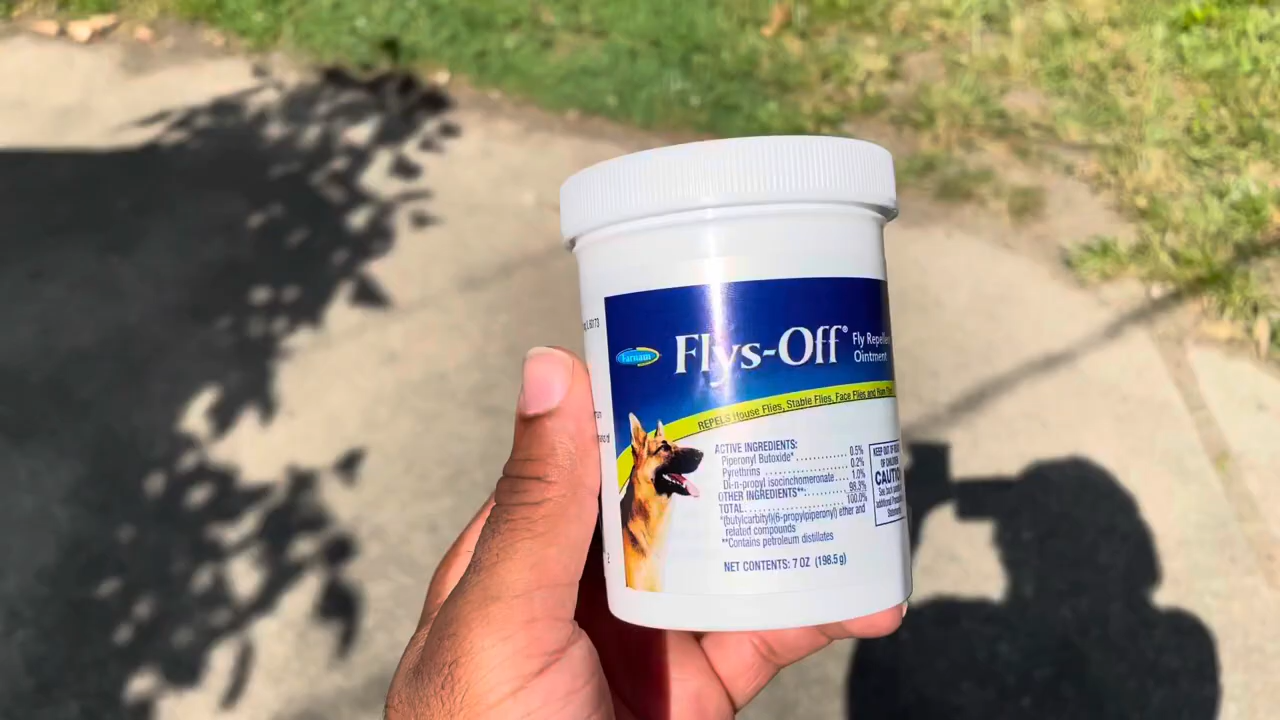 Farnam
Flys-Off®
Fly Repellent
Ointment
REPELS House Flies, Stable Flies, Face Flies and Horn
ACTIVE INGREDIENTS:
Piperonyl Butoxide* .............. 0.5%
Pyrethrins ....................... 0.2%
Di-n-propyl isocinchomeronate .... 1.0%
OTHER INGREDIENTS**: ......... 98.3%
TOTAL ........................ 100.0%
*(butylcarbityl)(6-propylpiperonyl) ether and
related compounds
**Contains petroleum distillates
NET CONTENTS: 7 OZ (198.5 g)
KEEP OUT OF REACH
OF CHILDREN
CAUTION